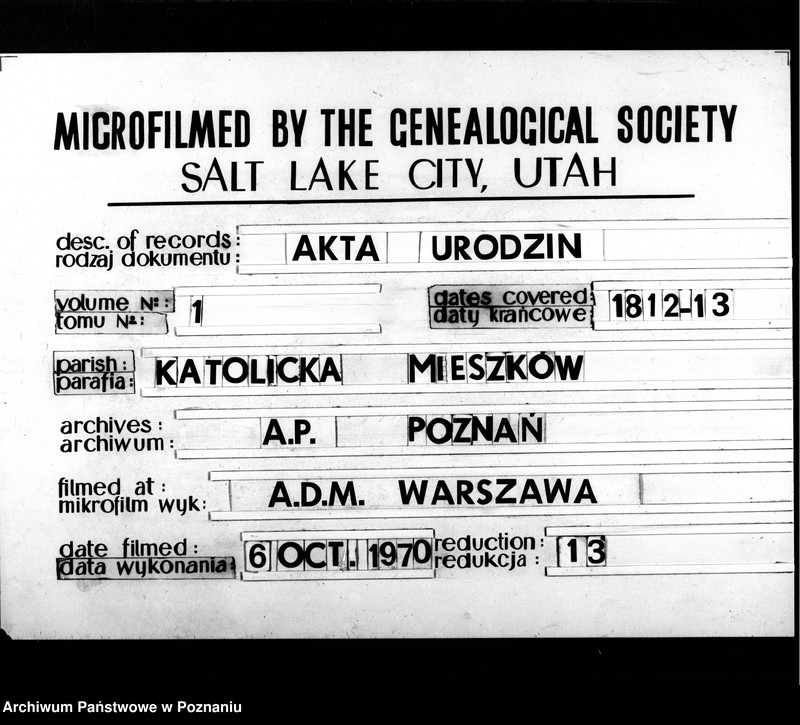 MICROFILMED BY THE GENEALOGICAL SOCIETY
SALT LAKE CITY, UTAH
desc. of records: AKTA URODZIN
rodzaj dokumentu:
volume №: 1 dates covered: 1812-13
tomu №: daty krańcowe:
parish: KATOLICKA MIESZKÓW
parafia:
archives: A.P. POZNAŃ
archiwum:
filmed at: A.D.M. WARSZAWA
mikrofilm wyk:
date filmed: 6 OCT. 1970 reduction: 13
data wykonania: redukcja:
Archiwum Państwowe w Poznaniu